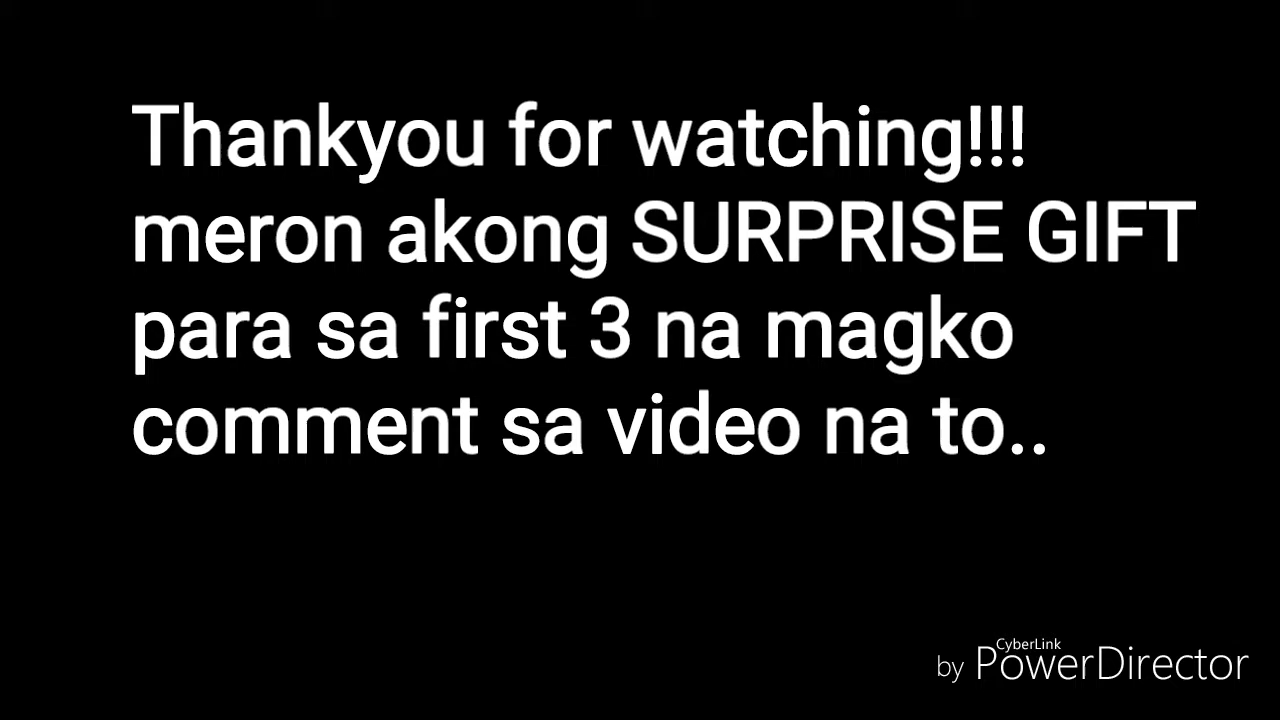 Thankyou for watching!!!
meron akong SURPRISE GIFT
para sa first 3 na magko
comment sa video na to..
CyberLink
by PowerDirector